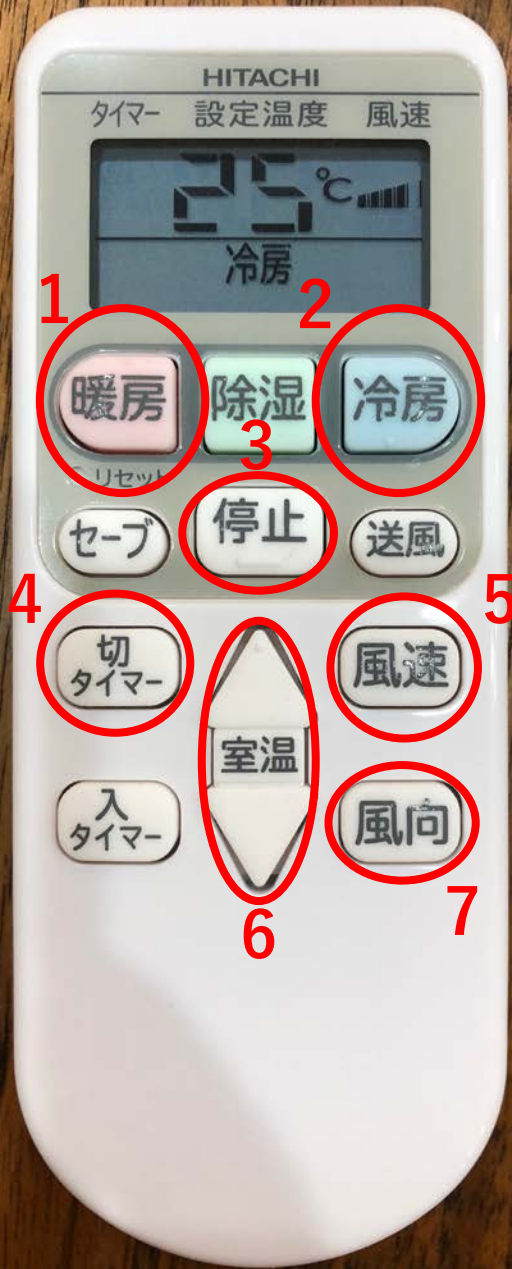 HITACHI
タイマー 設定温度 風速
25℃
冷房
1
2
暖房 除湿 冷房
3
リセット
セーブ 停止 送風
4
5
切
タイマー
風速
室温
入
タイマー
風向
6
7